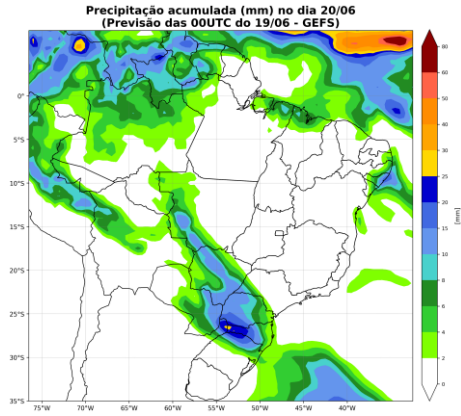 Precipitação acumulada (mm) no dia 20/06
(Previsão das 00UTC do 19/06 - GEFS)
80
60
50
40
30
25
20
15
10
8
6
4
2
0
[mm]
0°
5°S
10°S
15°S
20°S
25°S
30°S
35°S
75°W 70°W 65°W 60°W 55°W 50°W 45°W 40°W